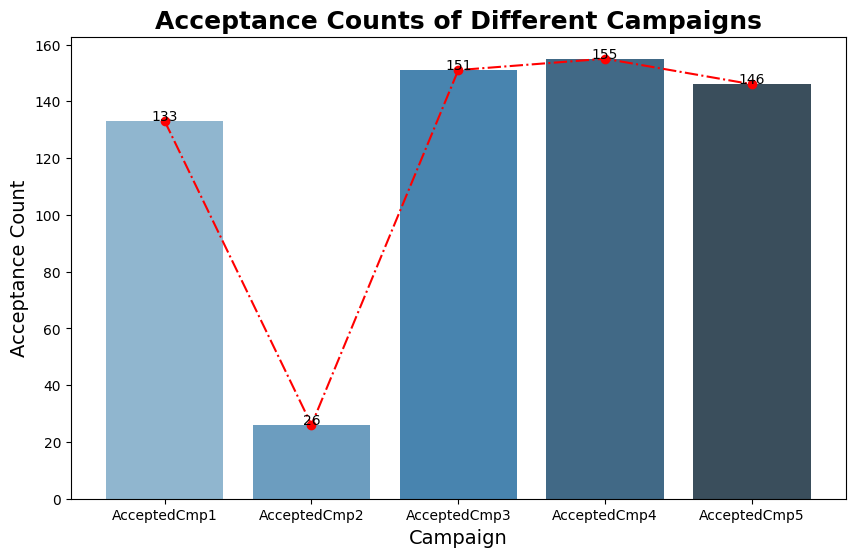 Acceptance Counts of Different Campaigns
Acceptance Count
160
140
120
100
80
60
40
20
0
133
26
151
155
146
AcceptedCmp1
AcceptedCmp2
AcceptedCmp3
AcceptedCmp4
AcceptedCmp5
Campaign